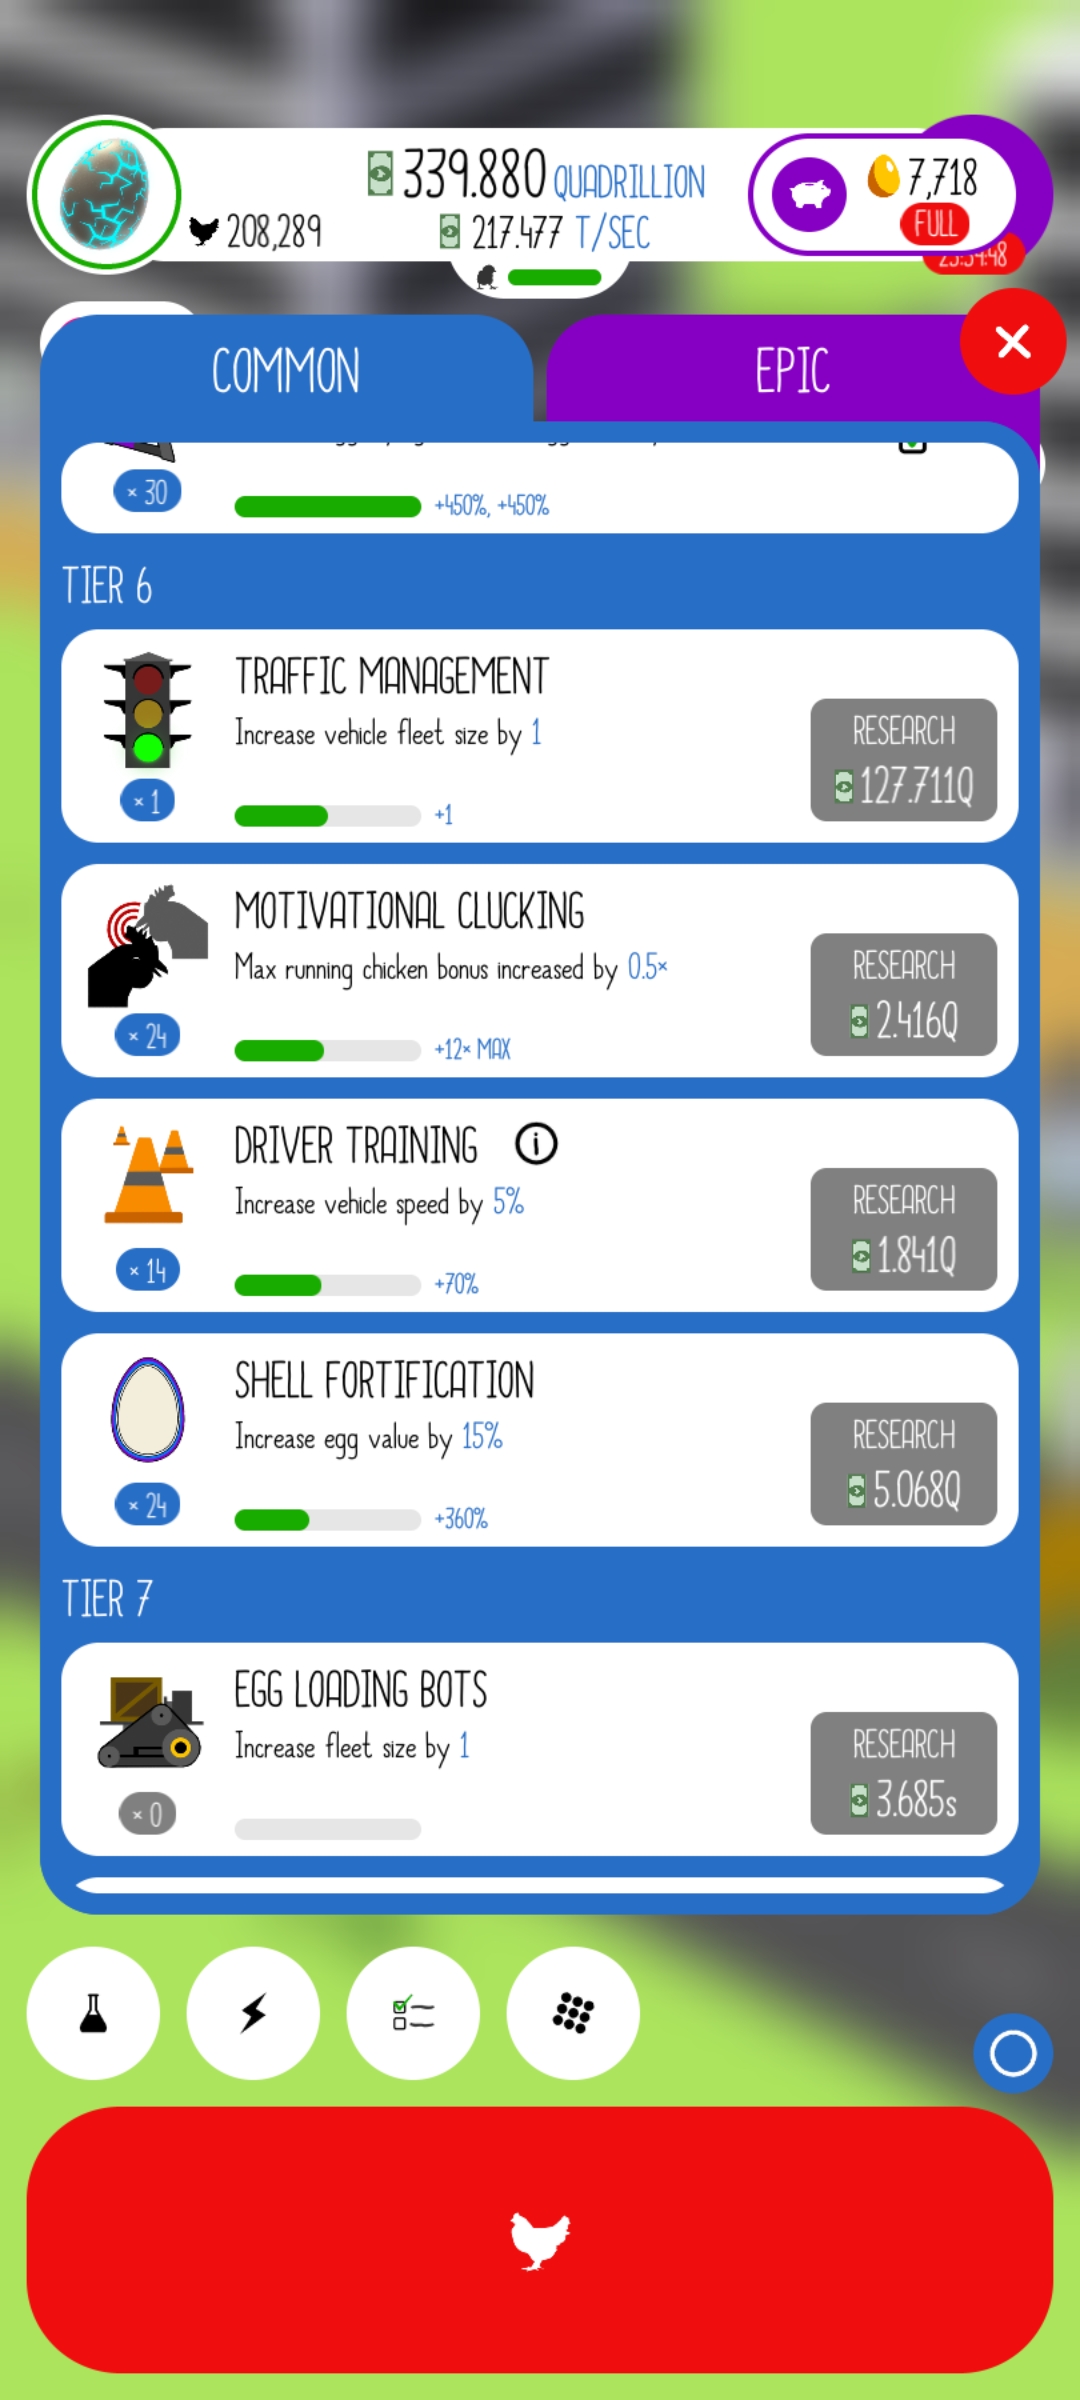 339.880 QUADRILLION
208,289
217.477 T/SEC
7,718
FULL
COMMON
EPIC
× 30
+450%, +450%
TIER 6
TRAFFIC MANAGEMENT
Increase vehicle fleet size by 1
RESEARCH
127.711Q
× 1
+1
MOTIVATIONAL CLUCKING
Max running chicken bonus increased by 0.5×
RESEARCH
2.416Q
× 24
+12× MAX
DRIVER TRAINING
Increase vehicle speed by 5%
RESEARCH
1.841Q
× 14
+70%
SHELL FORTIFICATION
Increase egg value by 15%
RESEARCH
5.068Q
× 24
+360%
TIER 7
EGG LOADING BOTS
Increase fleet size by 1
RESEARCH
3.685s
× 0